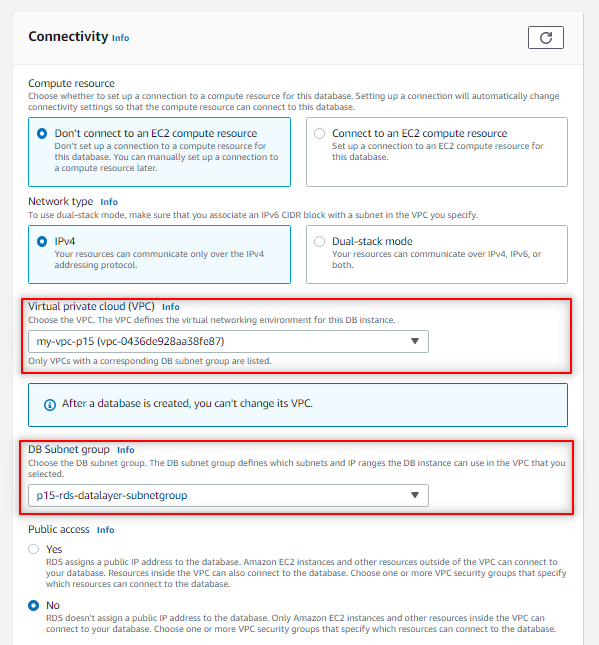 Connectivity Info
Compute resource
Choose whether to set up a connection to a compute resource for this database. Setting up a connection will automatically change
connectivity settings so that the compute resource can connect to this database.
Don't connect to an EC2 compute resource
Don't set up a connection to a compute resource for
this database. You can manually set up a connection to
a compute resource later.
Connect to an EC2 compute resource
Set up a connection to an EC2 compute resource for
this database.
Network type Info
To use dual-stack mode, make sure that you associate an IPv6 CIDR block with a subnet in the VPC you specify.
IPv4
Your resources can communicate only over the IPv4
addressing protocol.
Dual-stack mode
Your resources can communicate over IPv4, IPv6, or
both.
Virtual private cloud (VPC) Info
Choose the VPC. The VPC defines the virtual networking environment for this DB instance.
my-vpc-p15 (vpc-0436de928aa38fe87)
Only VPCs with a corresponding DB subnet group are listed.
After a database is created, you can't change its VPC.
DB Subnet group Info
Choose the DB subnet group. The DB subnet group defines which subnets and IP ranges the DB instance can use in the VPC that you
selected.
p15-rds-datalayer-subnetgroup
Public access Info
Yes
RDS assigns a public IP address to the database. Amazon EC2 instances and other resources outside of the VPC can connect to
your database. Resources inside the VPC can also connect to the database. Choose one or more VPC security groups that specify
which resources can connect to the database.
No
RDS doesn't assign a public IP address to the database. Only Amazon EC2 instances and other resources inside the VPC can
connect to your database. Choose one or more VPC security groups that specify which resources can connect to the database.